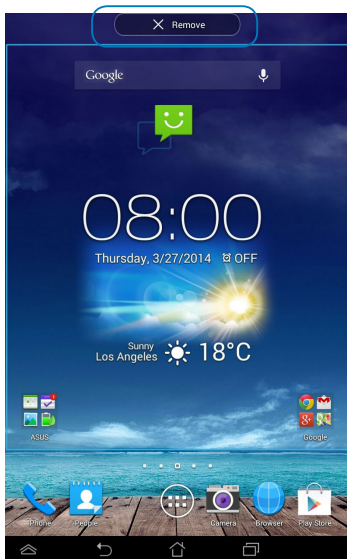 Remove
Google
08:00
Thursday, 3/27/2014 OFF
Sunny
Los Angeles 18°C
ASUS Google
Phone People Camera Browser Play Store